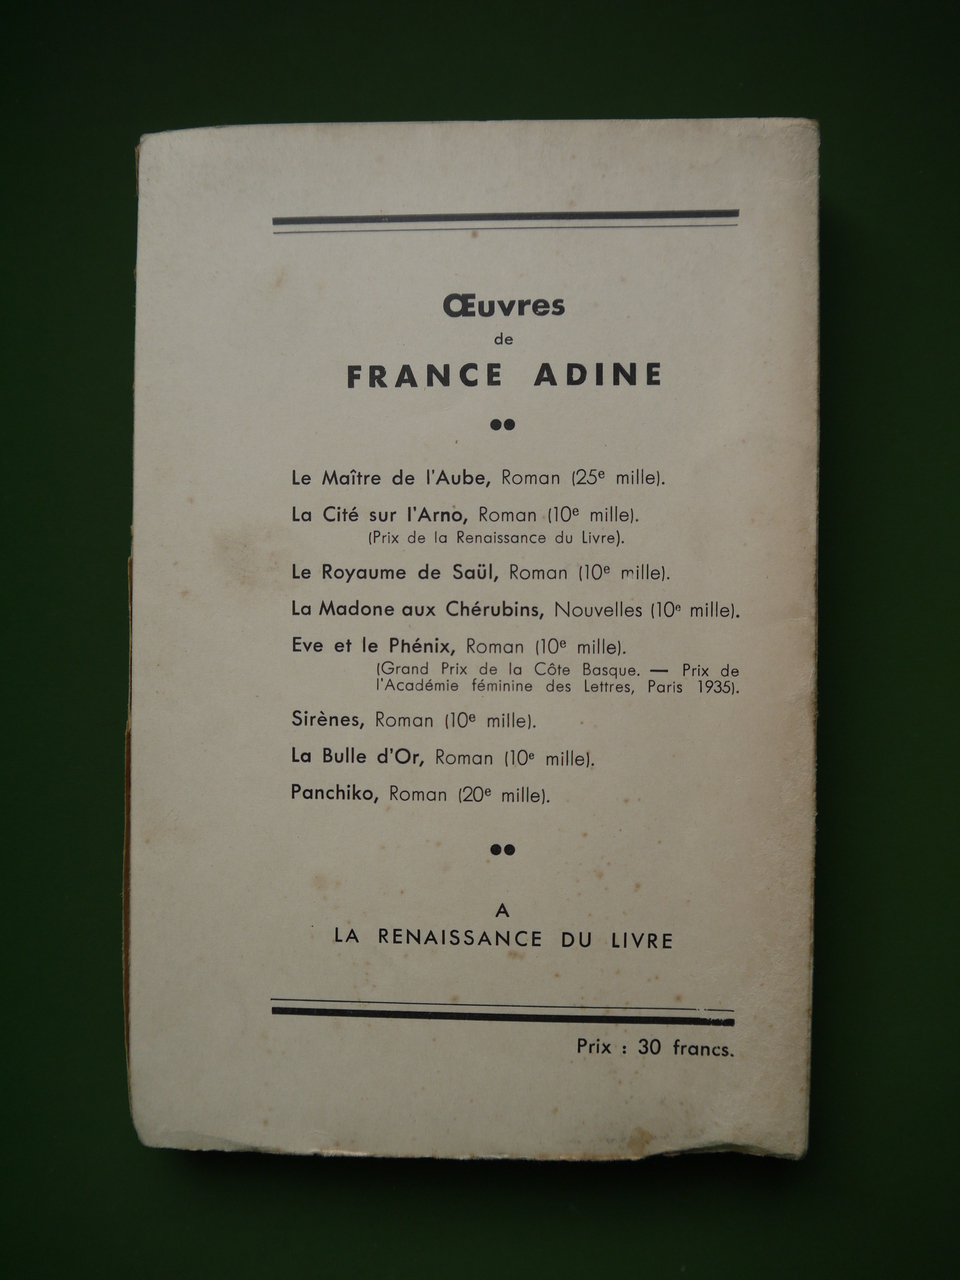 Œuvres
de
FRANCE ADINE
Le Maître de l'Aube, Roman (25e mille).
La Cité sur l'Arno, Roman (10e mille).
(Prix de la Renaissance du Livre).
Le Royaume de Saül, Roman (10e mille).
La Madone aux Chérubins, Nouvelles (10e mille).
Eve et le Phénix, Roman (10e mille).
(Grand Prix de la Côte Basque. — Prix de
l'Académie féminine des Lettres, Paris 1935).
Sirènes, Roman (10e mille).
La Bulle d'Or, Roman (10e mille).
Panchiko, Roman (20e mille).
A
LA RENAISSANCE DU LIVRE
Prix : 30 francs.